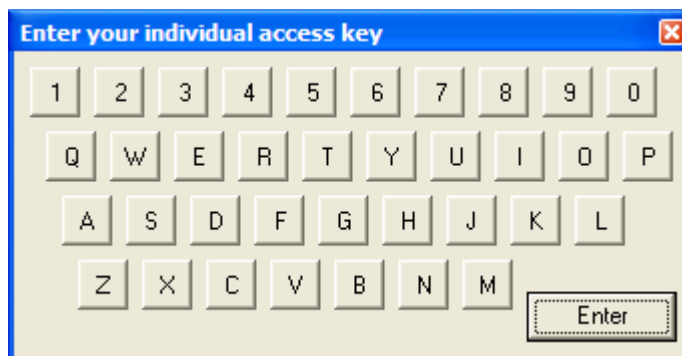 Enter your individual access key
1 2 3 4 5 6 7 8 9 0
Q W E R T Y U I O P
A S D F G H J K L
Z X C V B N M
Enter